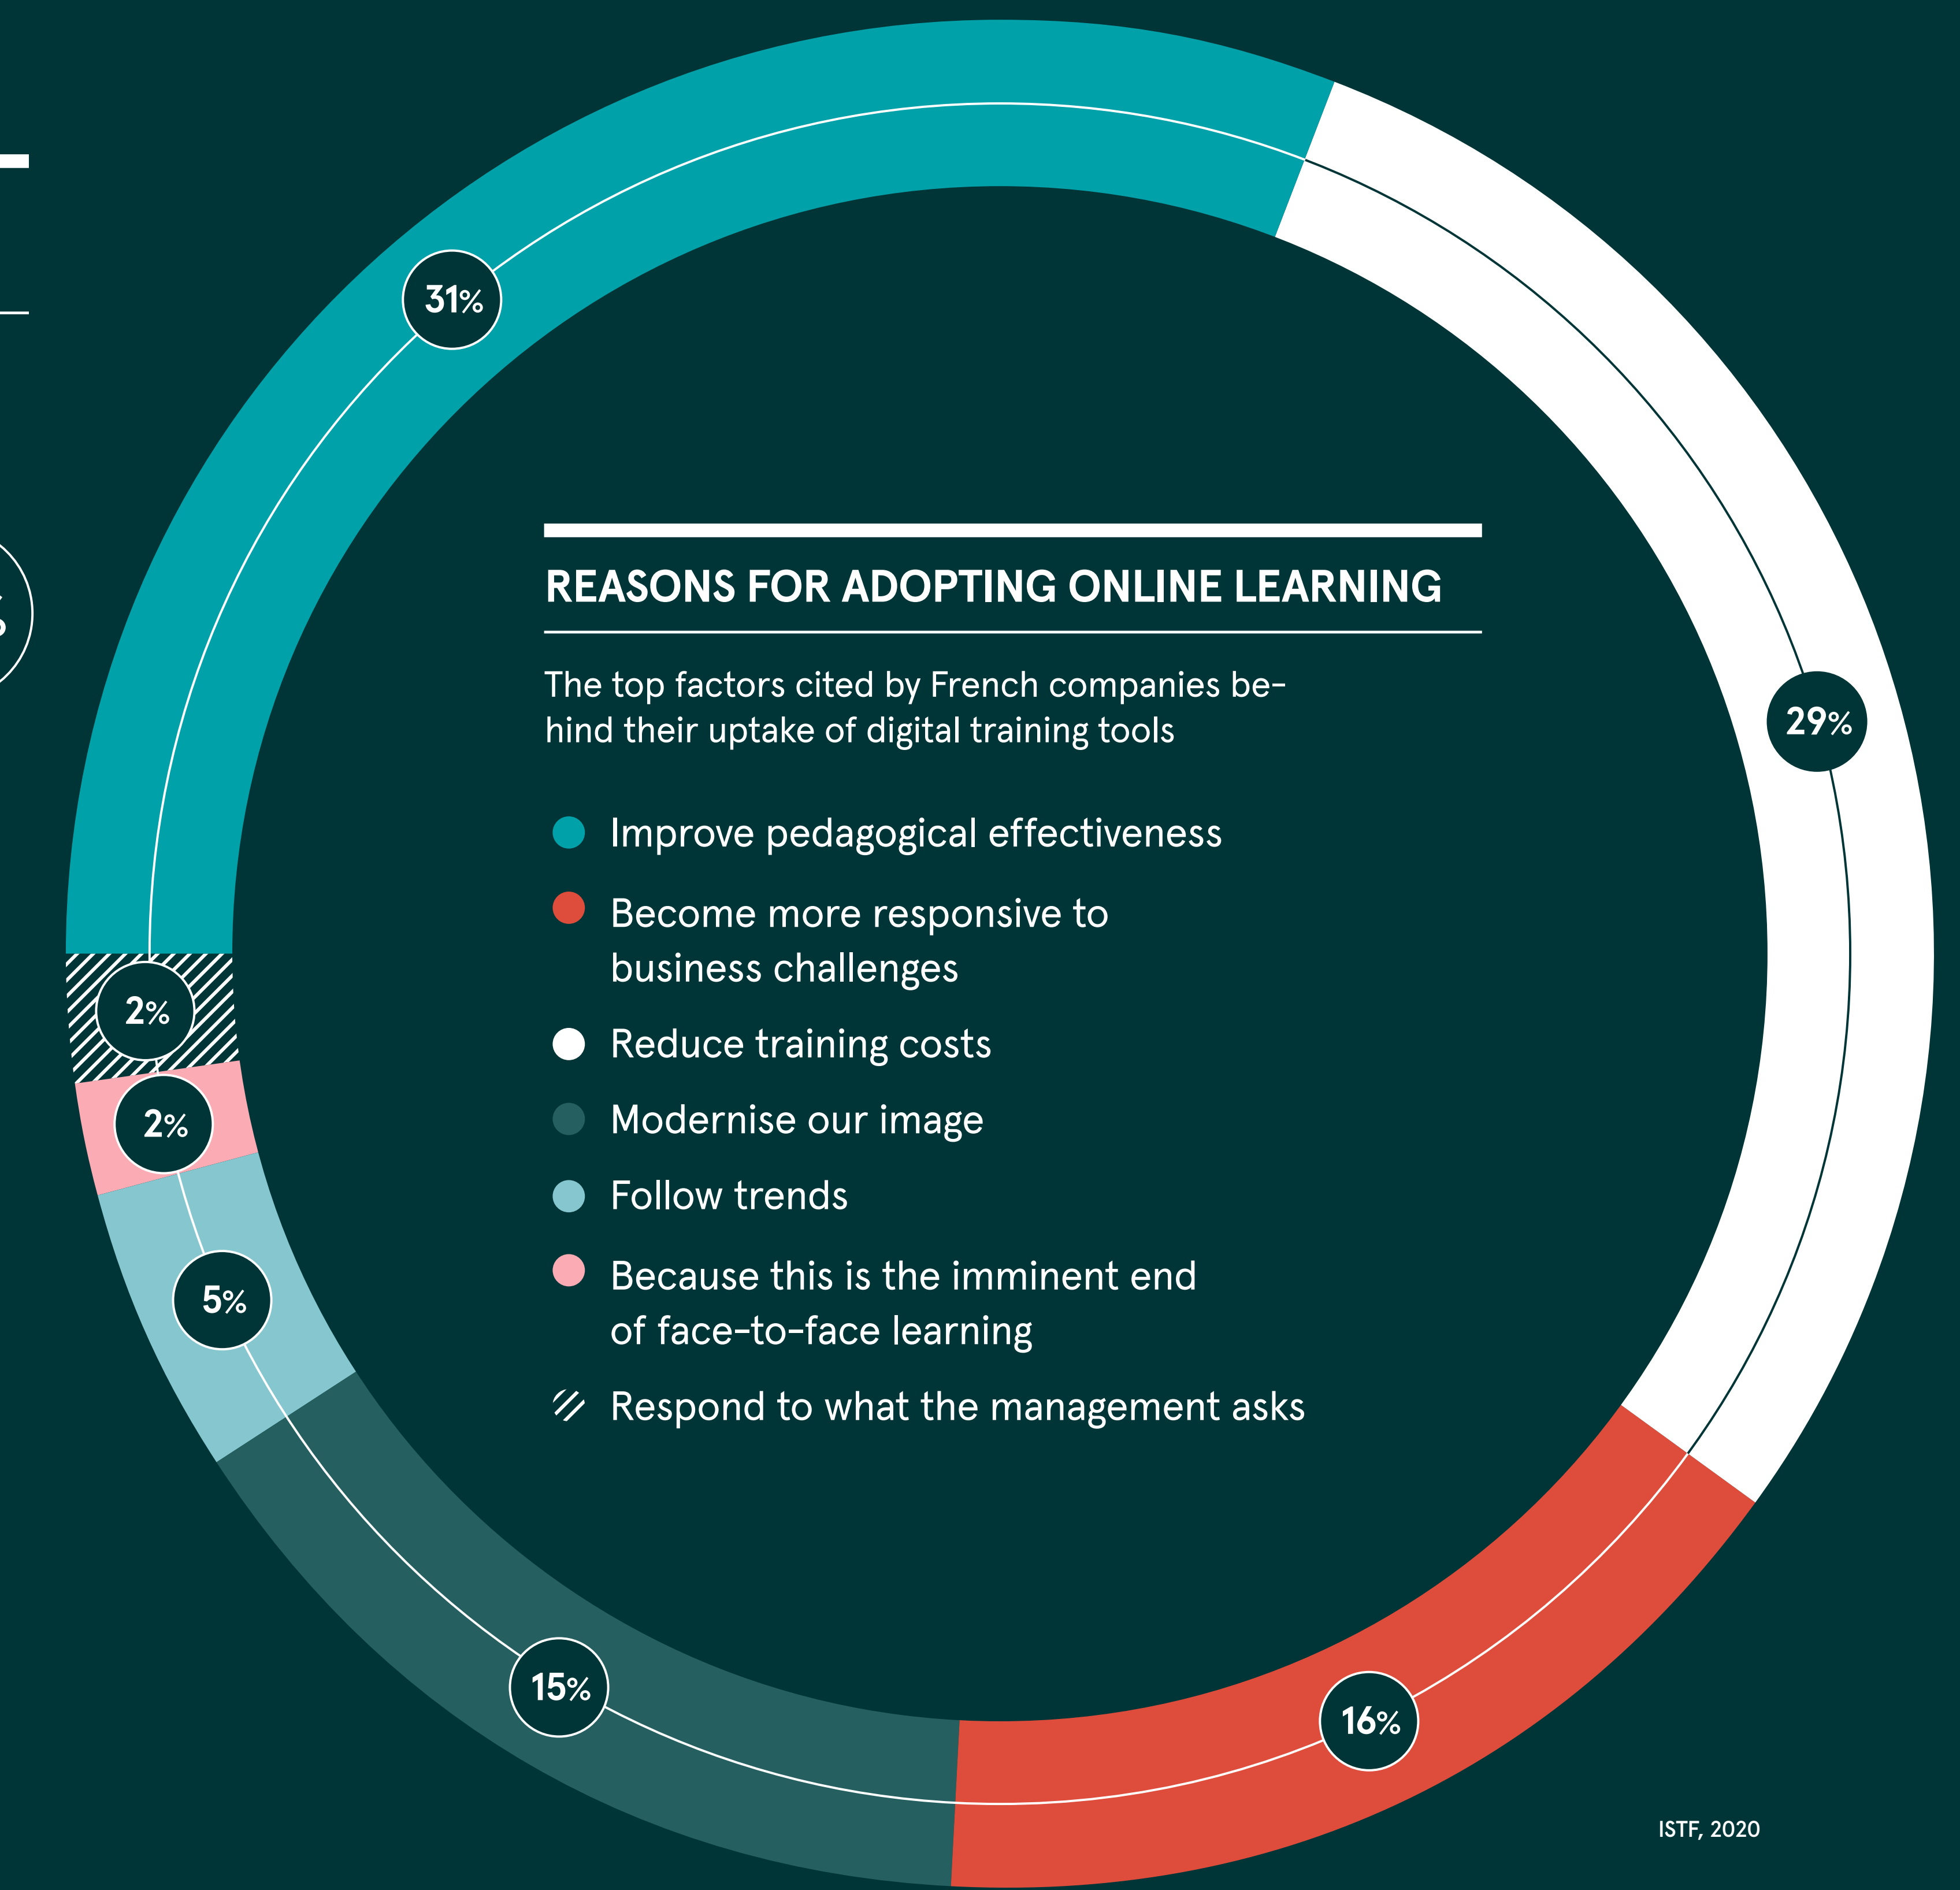 REASONS FOR ADOPTING ONLINE LEARNING
The top factors cited by French companies be-
hind their uptake of digital training tools
Improve pedagogical effectiveness
Become more responsive to
business challenges
Reduce training costs
Modernise our image
Follow trends
Because this is the imminent end
of face-to-face learning
Respond to what the management asks
31%
29%
2%
2%
5%
15%
16%
ISTF, 2020